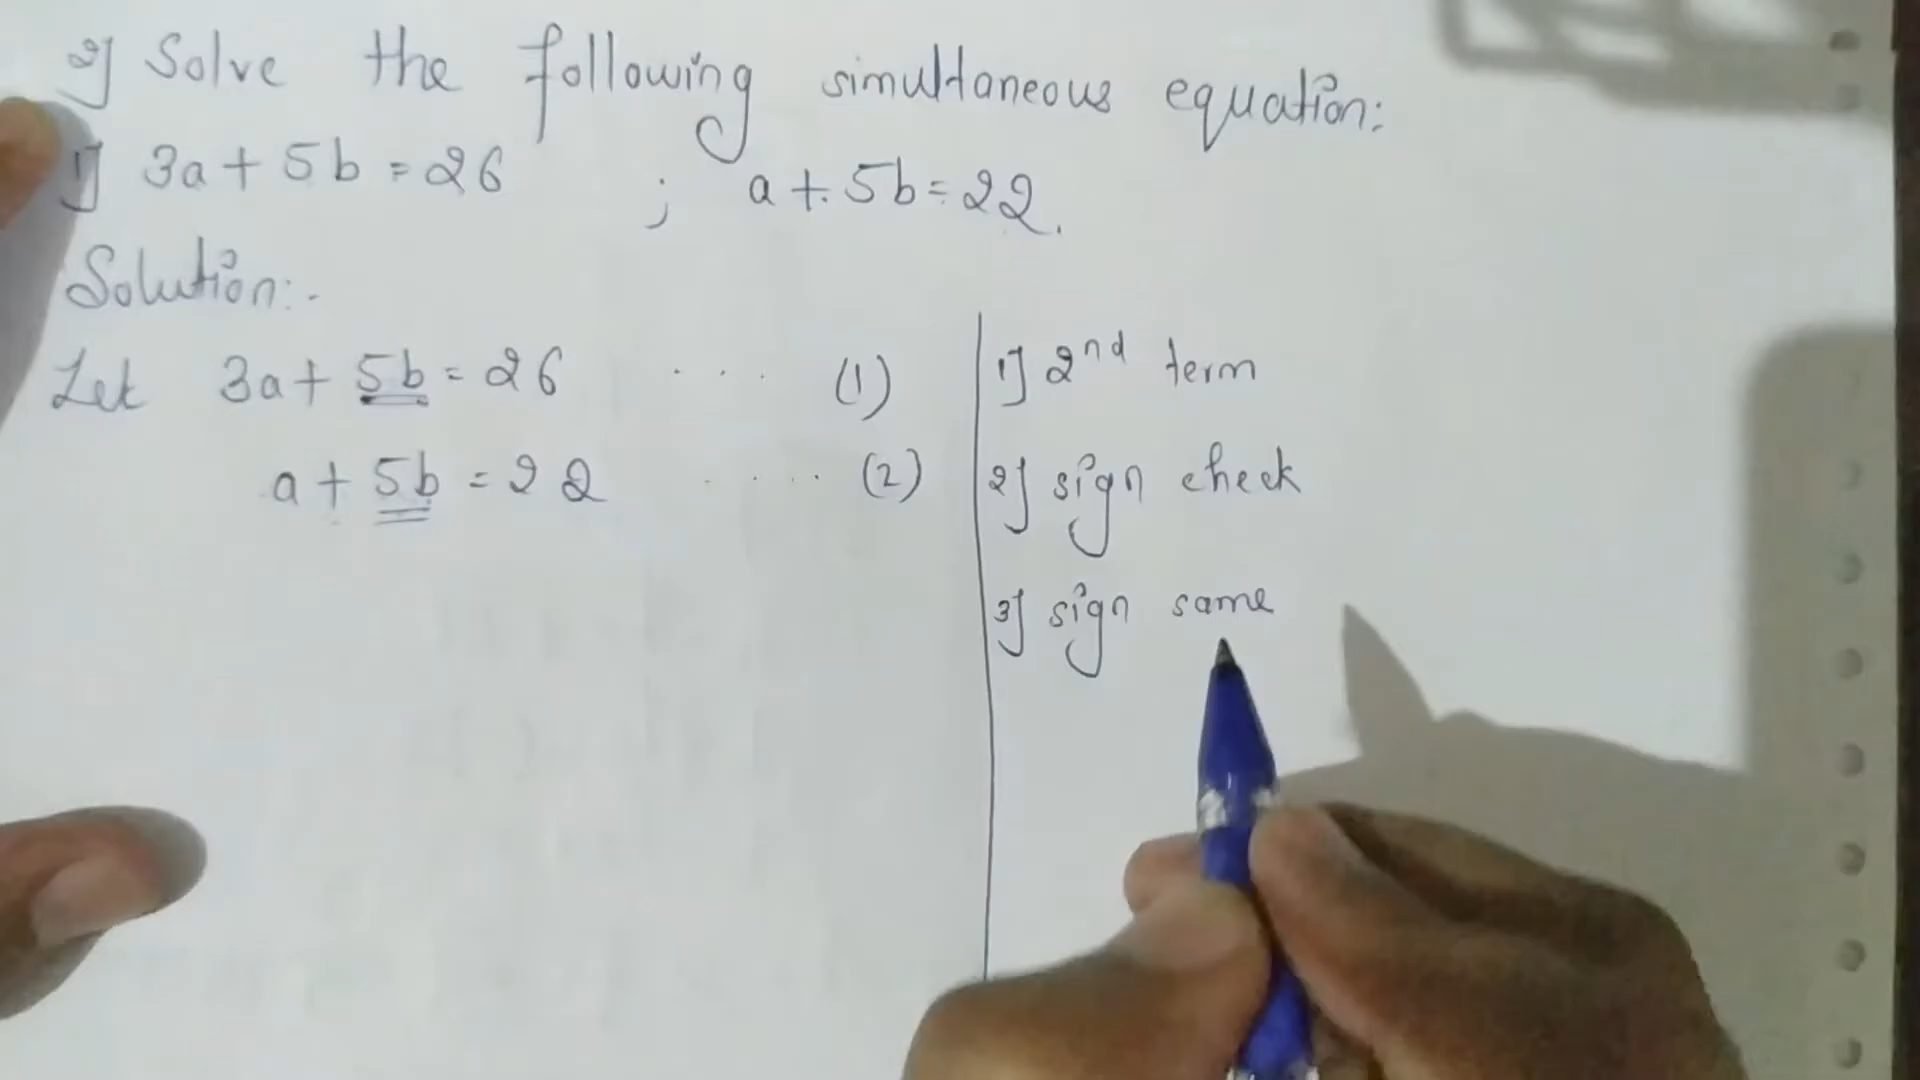 2) Solve the following simultaneous equation:
1) 3a + 5b = 26 ; a + 5b = 22.
Solution:-
Let 3a + 5b = 26 . . . (1)
a + 5b = 22 . . . . (2)
1) 2nd term
2) sign check
3) sign same